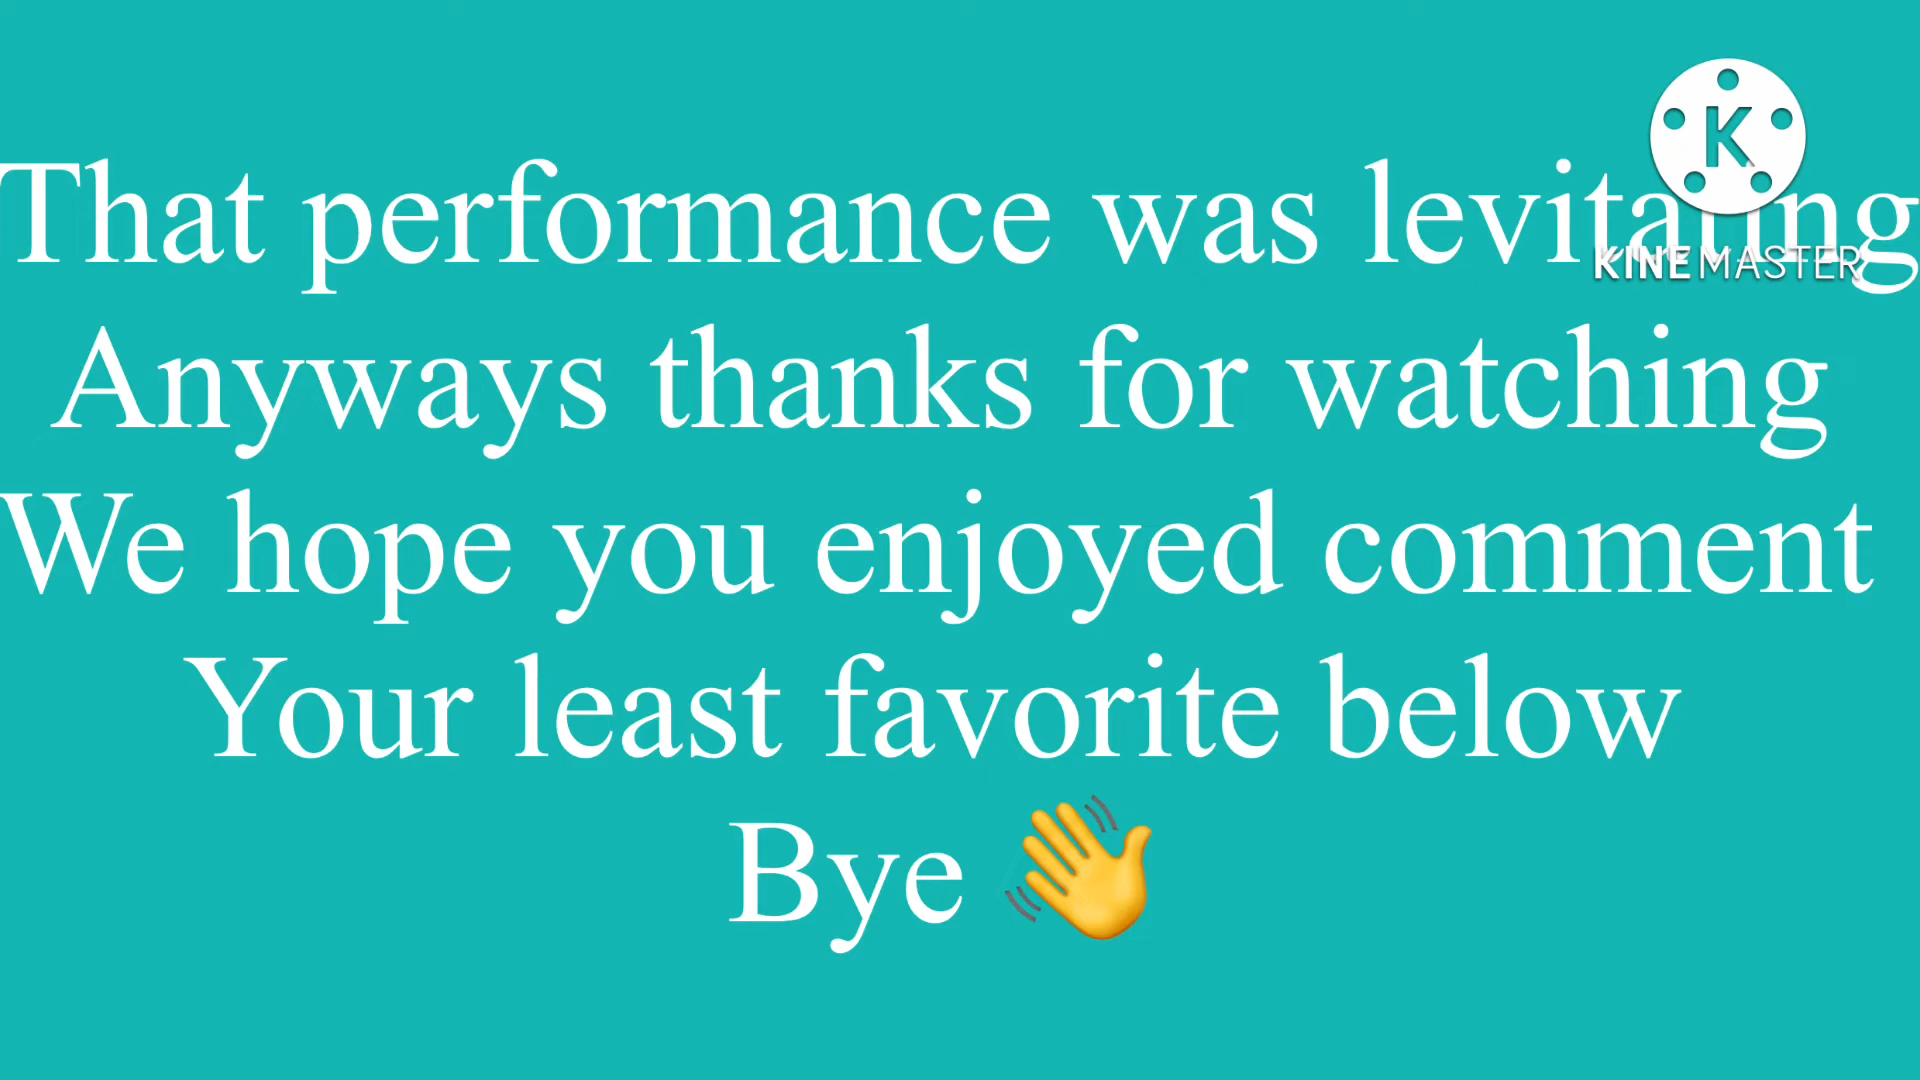 That performance was levitating
K
KINEMASTER
Anyways thanks for watching
We hope you enjoyed comment
Your least favorite below
Bye 👋